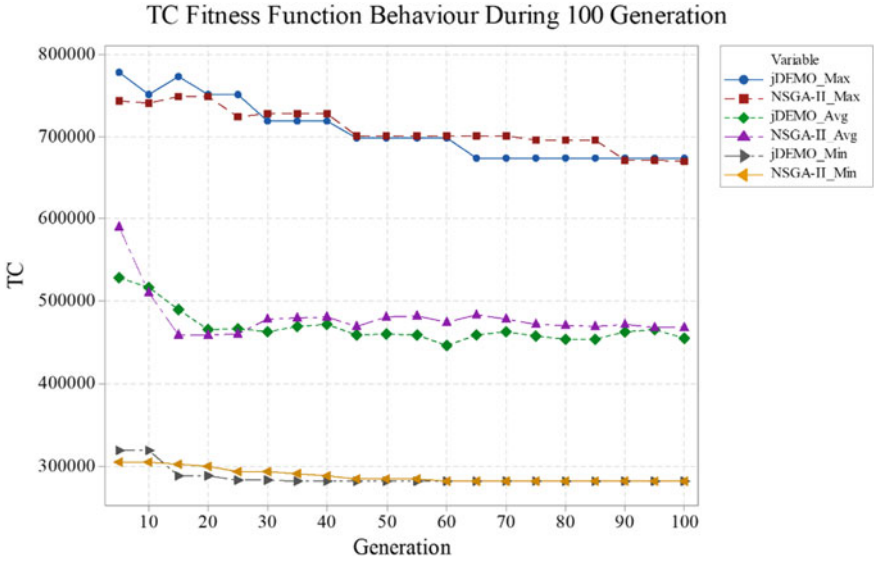 TC Fitness Function Behaviour During 100 Generation
800000
700000
600000
500000
400000
300000
TC
10 20 30 40 50 60 70 80 90 100
Generation
Variable
jDEMO_Max
NSGA-II_Max
jDEMO_Avg
NSGA-II_Avg
jDEMO_Min
NSGA-II_Min